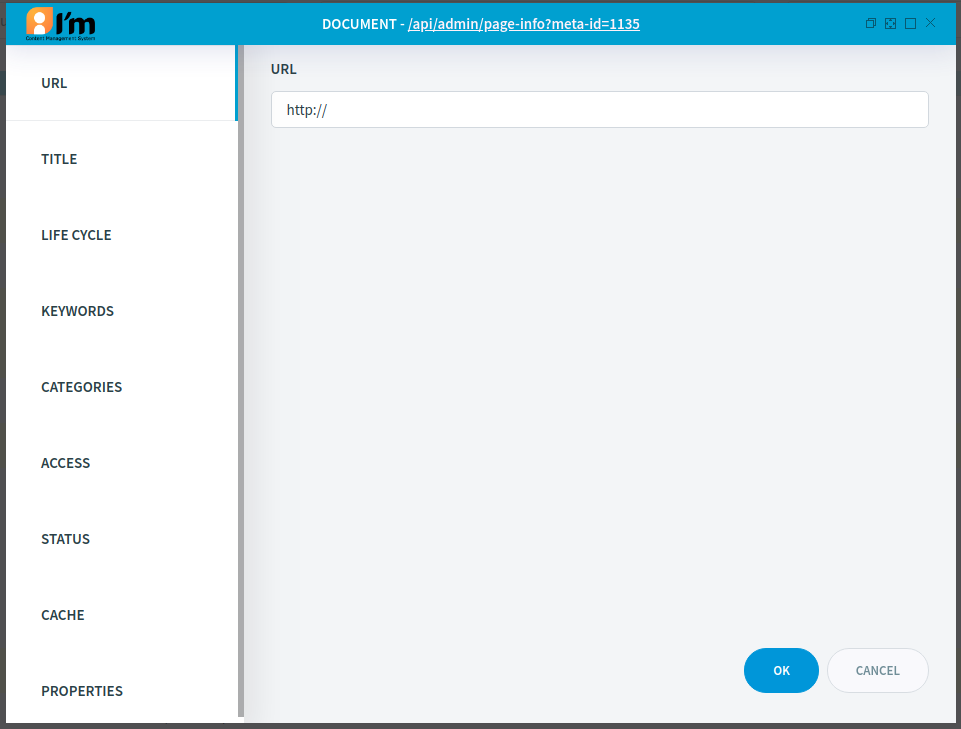 I'm
Content Management System
DOCUMENT - /api/admin/page-info?meta-id=1135
URL
TITLE
LIFE CYCLE
KEYWORDS
CATEGORIES
ACCESS
STATUS
CACHE
PROPERTIES
URL
http://
OK
CANCEL